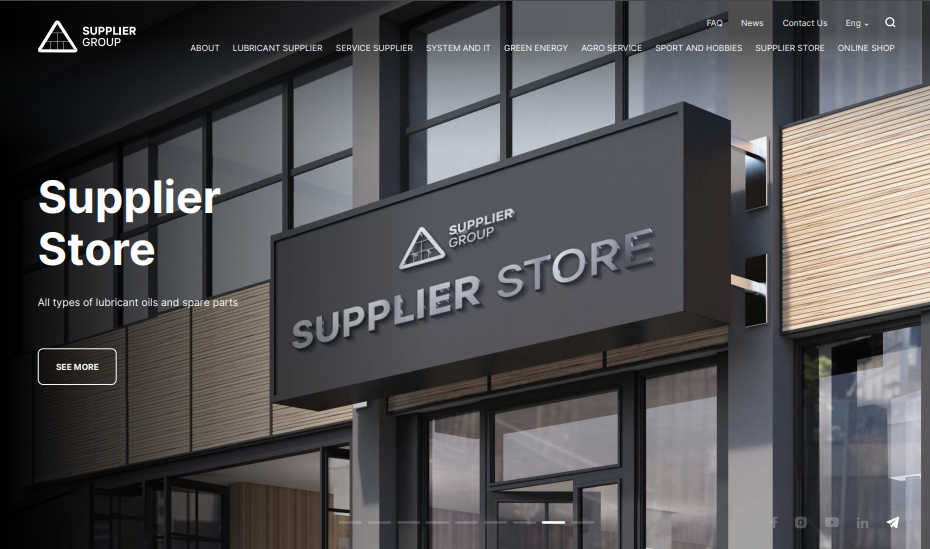 SUPPLIER
GROUP
FAQ
News
Contact Us
Eng
ABOUT
LUBRICANT SUPPLIER
SERVICE SUPPLIER
SYSTEM AND IT
GREEN ENERGY
AGRO SERVICE
SPORT AND HOBBIES
SUPPLIER STORE
ONLINE SHOP
Supplier
Store
All types of lubricant oils and spare parts
SEE MORE
SUPPLIER
GROUP
SUPPLIER STORE